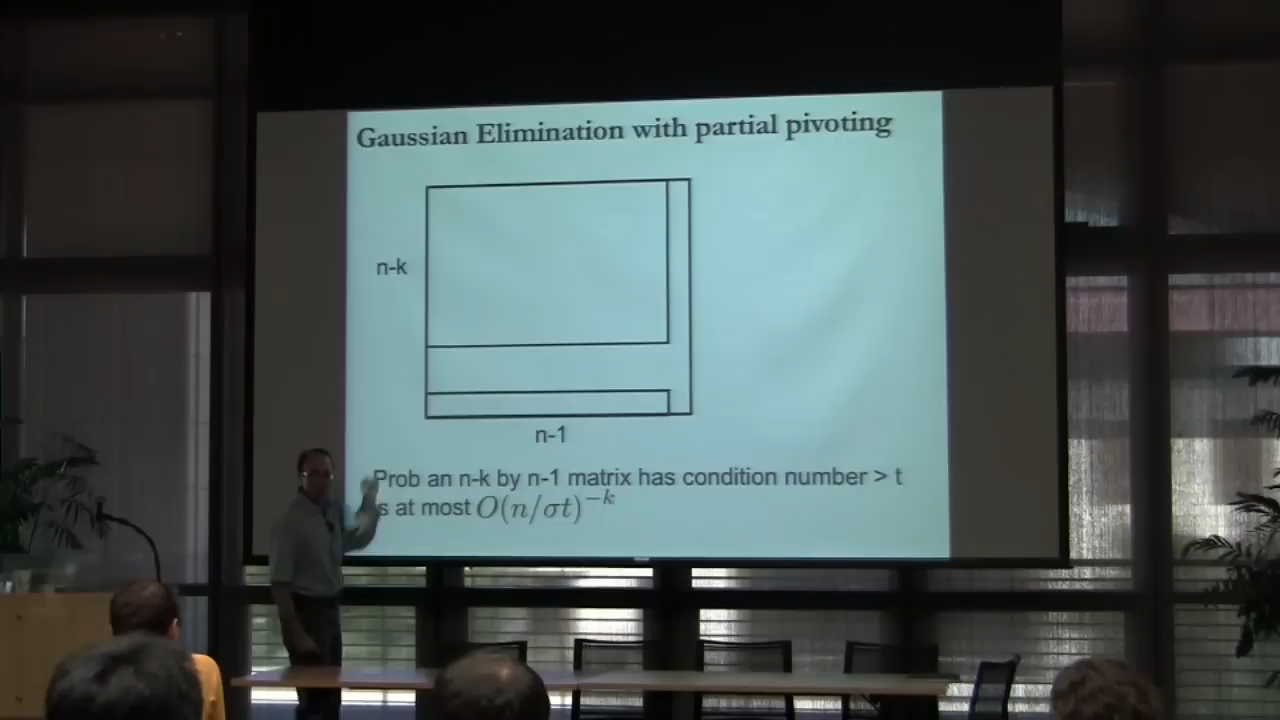 Gaussian Elimination with partial pivoting
n-k
n-1
Prob an n-k by n-1 matrix has condition number > t
s at most O(n/σt)^{-k}